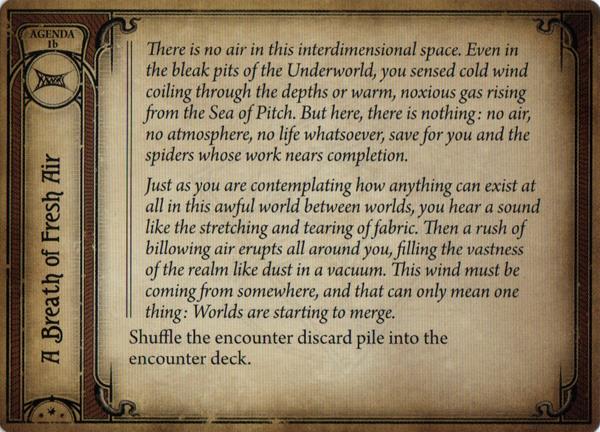 AGENDA
1b
A Breath of Fresh Air
There is no air in this interdimensional space. Even in
the bleak pits of the Underworld, you sensed cold wind
coiling through the depths or warm, noxious gas rising
from the Sea of Pitch. But here, there is nothing: no air,
no atmosphere, no life whatsoever, save for you and the
spiders whose work nears completion.
Just as you are contemplating how anything can exist at
all in this awful world between worlds, you hear a sound
like the stretching and tearing of fabric. Then a rush of
billowing air erupts all around you, filling the vastness
of the realm like dust in a vacuum. This wind must be
coming from somewhere, and that can only mean one
thing: Worlds are starting to merge.
Shuffle the encounter discard pile into the
encounter deck.